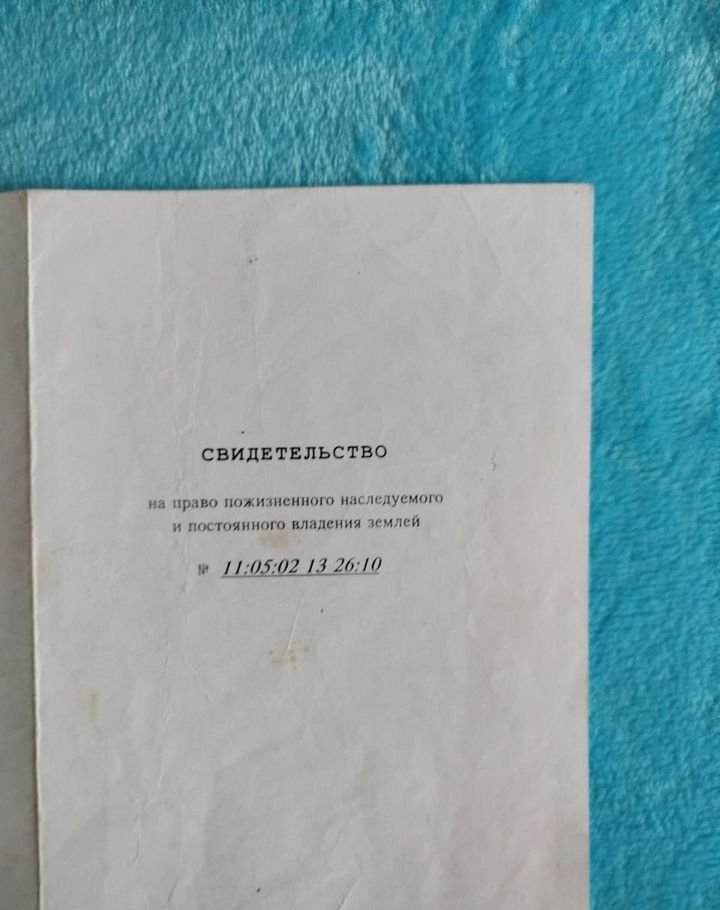 СВИДЕТЕЛЬСТВО
на право пожизненного наследуемого
и постоянного владения землей
№ 11:05:02 13 26:10